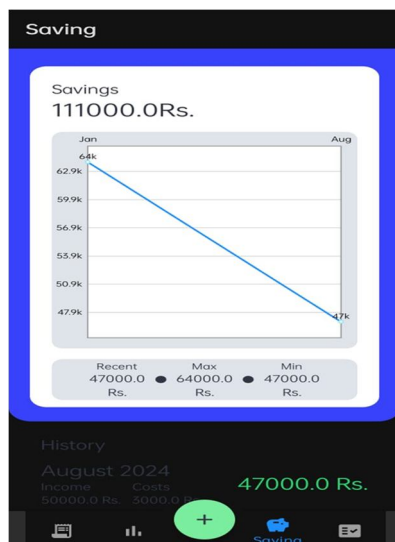 Saving
Savings
111000.0Rs.
Jan Aug
64k
62.9k
59.9k
56.9k
53.9k
50.9k
47.9k
47k
Recent Max Min
47000.0 ● 64000.0 ● 47000.0
Rs. Rs. Rs.
History
August 2024
Income Costs
47000.0 Rs.
50000.0 Rs. 3000.0 Rs.
+
Saving